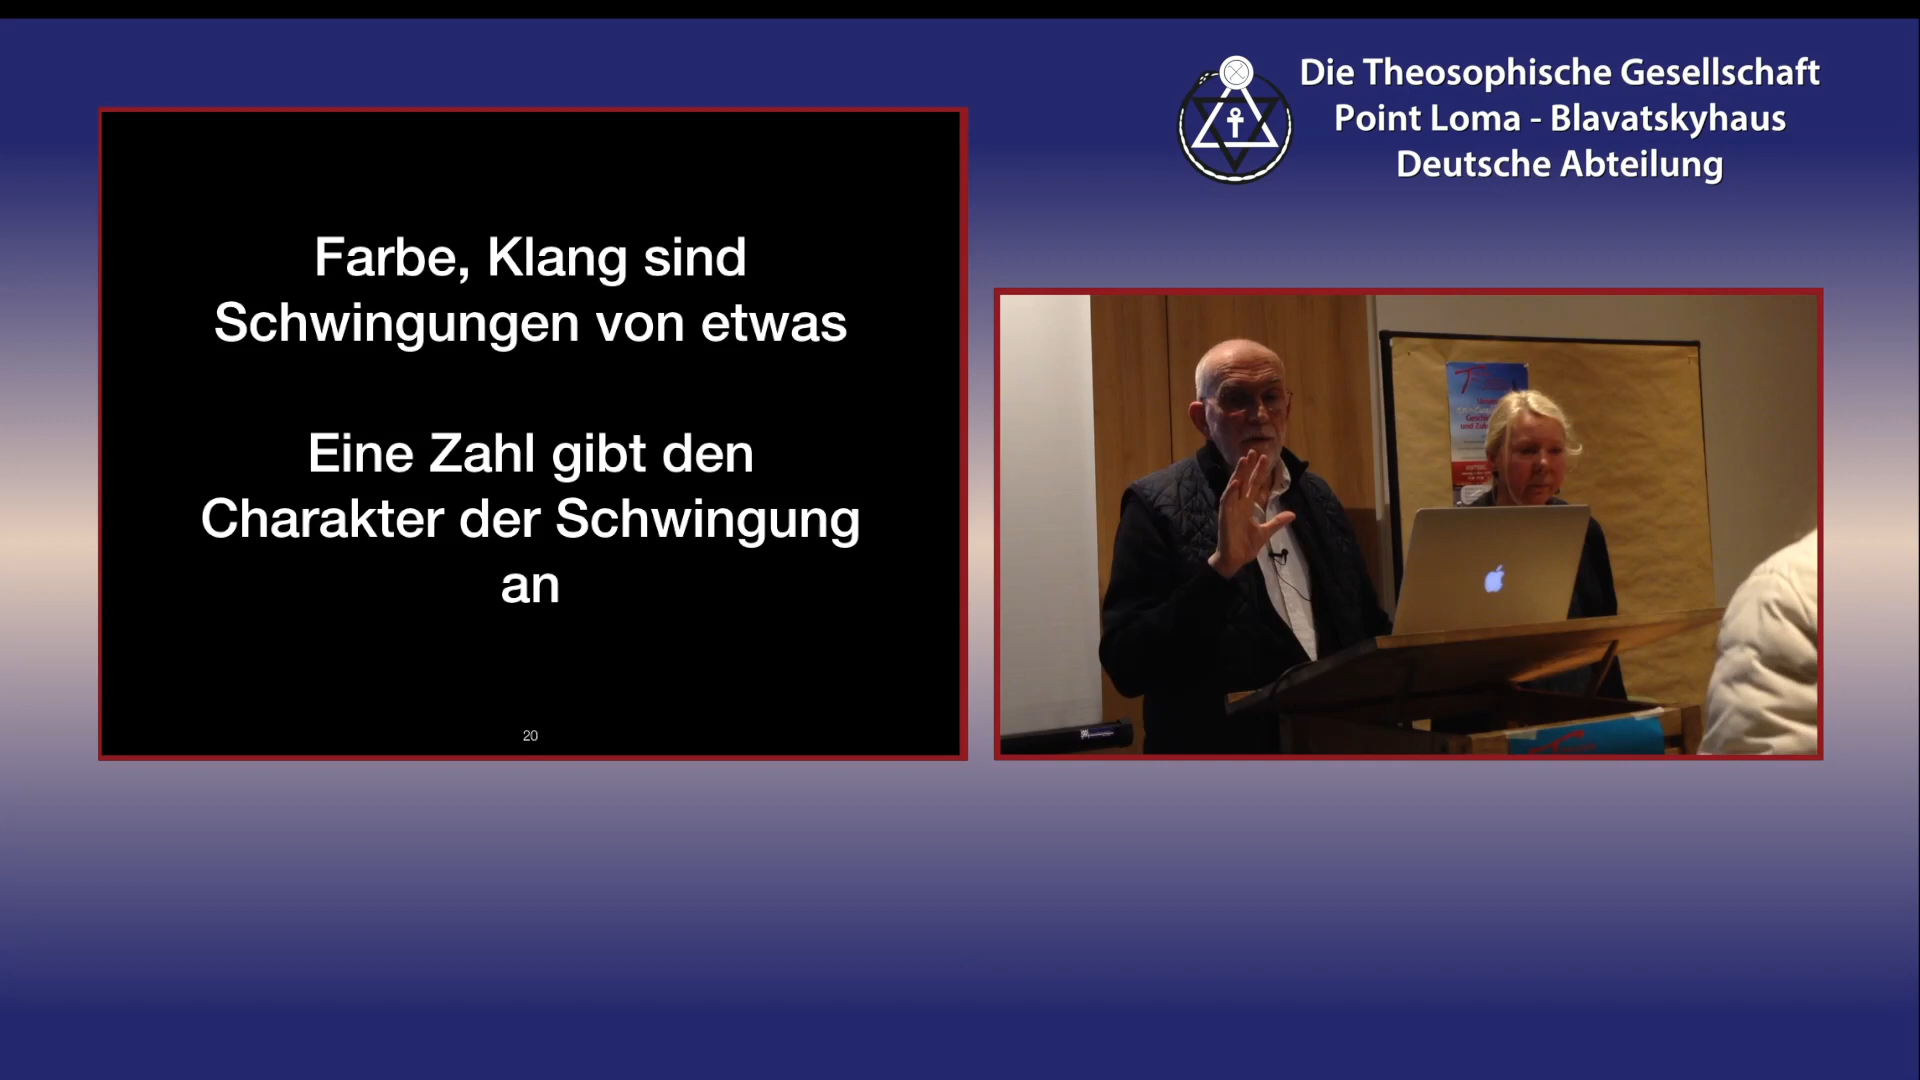 Die Theosophische Gesellschaft
Point Loma - Blavatskyhaus
Deutsche Abteilung
Farbe, Klang sind
Schwingungen von etwas
Eine Zahl gibt den
Charakter der Schwingung
an
20